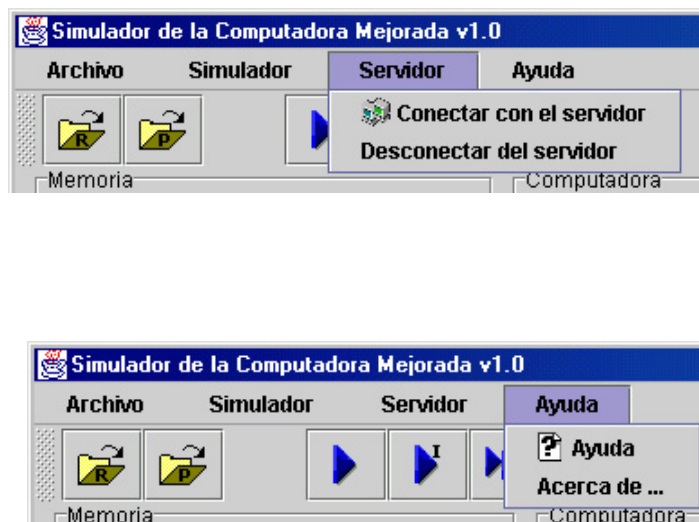 Simulador de la Computadora Mejorada v1.0
Archivo Simulador Servidor Ayuda
Conectar con el servidor
R P
Desconectar del servidor
Memoria Computadora
Simulador de la Computadora Mejorada v1.0
Archivo Simulador Servidor Ayuda
? Ayuda
R P I
Acerca de ...
Memoria Computadora